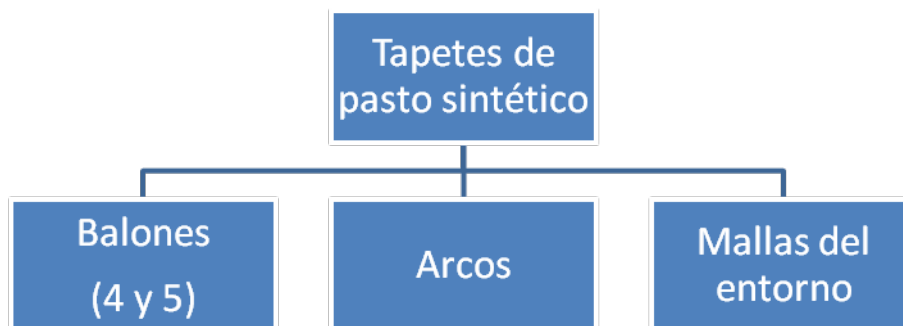 Tapetes de
pasto sintético
Balones
(4 y 5)
Arcos
Mallas del
entorno